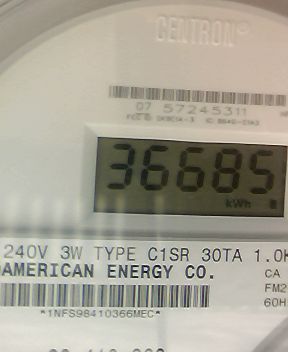 CENTRON®
07 57245311
36685
kWh
240V 3W TYPE C1SR 30TA 1.0K
AMERICAN ENERGY CO.
CA
FM2
60H
*1NFS98410366MEC*